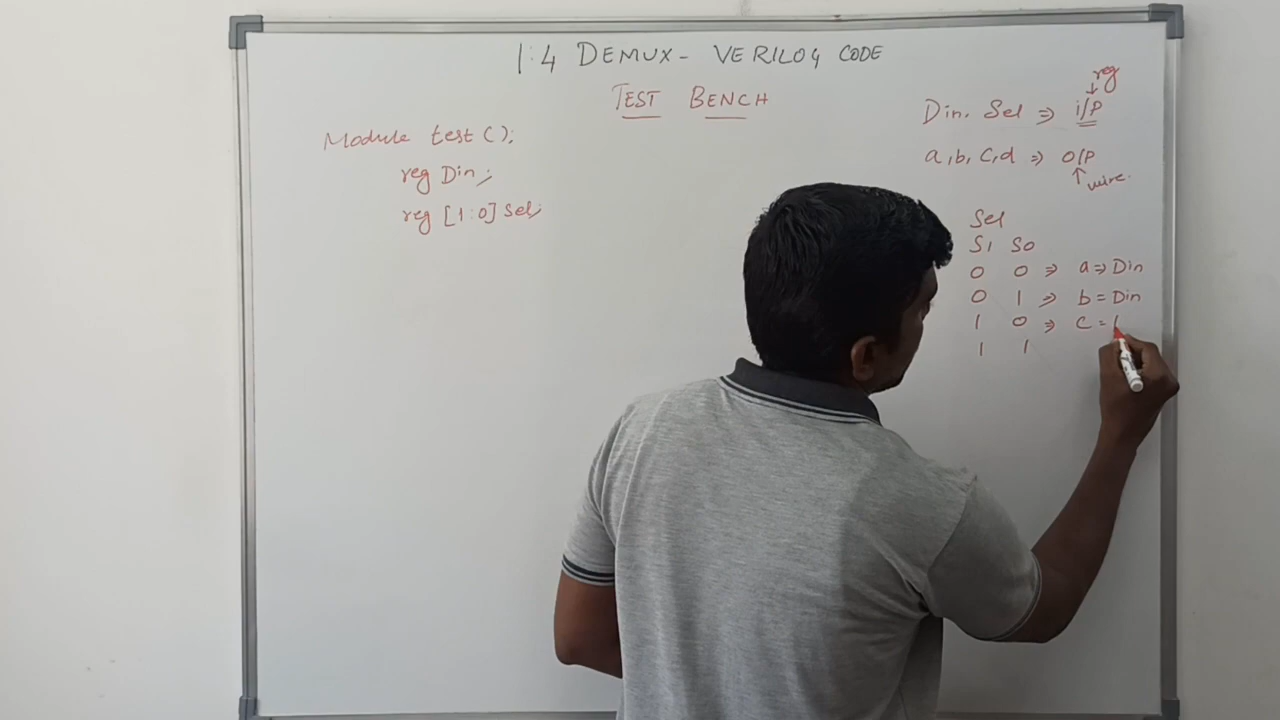 1:4 DEMUX - VERILOG CODE
TEST BENCH
Module test ();
reg Din;
reg [1:0] Sel;
reg
Din, Sel => i/P
a, b, c, d => O/P
wire.
Sel
S1 S0
0 0 => a => Din
0 1 => b = Din
1 0 => c =
1 1